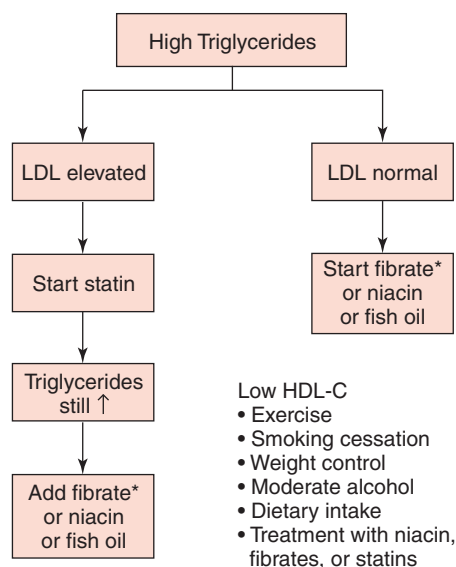 High Triglycerides
LDL elevated
LDL normal
Start statin
Start fibrate*
or niacin
or fish oil
Triglycerides
still ↑
Add fibrate*
or niacin
or fish oil
Low HDL-C
• Exercise
• Smoking cessation
• Weight control
• Moderate alcohol
• Dietary intake
• Treatment with niacin,
fibrates, or statins